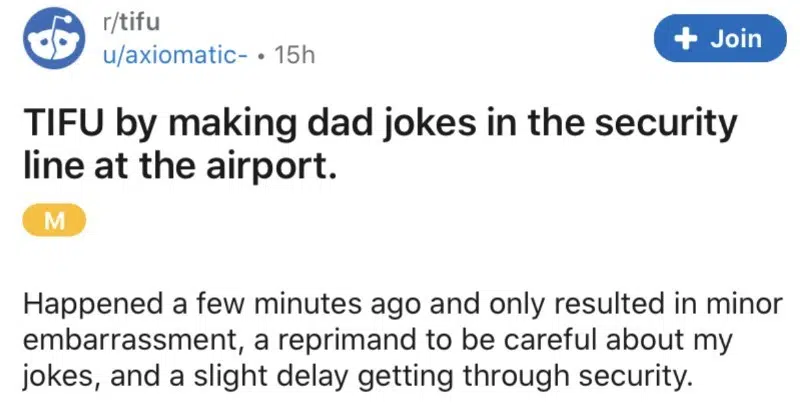 r/tifu
u/axiomatic- • 15h
+ Join
TIFU by making dad jokes in the security
line at the airport.
M
Happened a few minutes ago and only resulted in minor
embarrassment, a reprimand to be careful about my
jokes, and a slight delay getting through security.